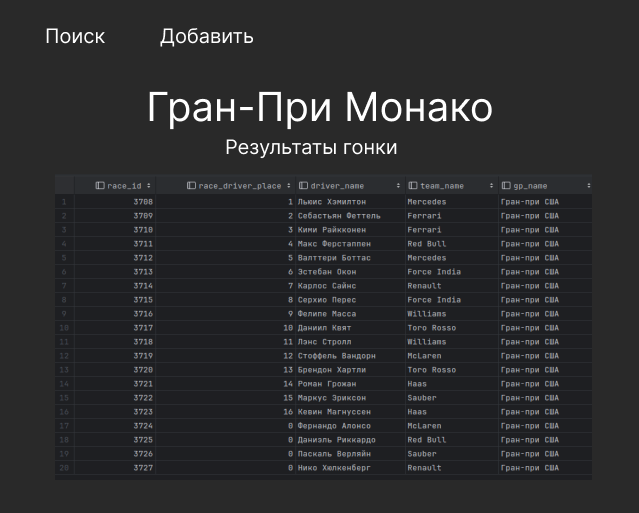 Поиск Добавить
Гран-При Монако
Результаты гонки
race_id race_driver_place driver_name team_name gp_name
1 3708 1 Льюис Хэмилтон Mercedes Гран-при США
2 3709 2 Себастьян Феттель Ferrari Гран-при США
3 3710 3 Кими Райкконен Ferrari Гран-при США
4 3711 4 Макс Ферстаппен Red Bull Гран-при США
5 3712 5 Валттери Боттас Mercedes Гран-при США
6 3713 6 Эстебан Окон Force India Гран-при США
7 3714 7 Карлос Сайнс Renault Гран-при США
8 3715 8 Серхио Перес Force India Гран-при США
9 3716 9 Фелипе Масса Williams Гран-при США
10 3717 10 Даниил Квят Toro Rosso Гран-при США
11 3718 11 Лэнс Стролл Williams Гран-при США
12 3719 12 Стоффель Вандорн McLaren Гран-при США
13 3720 13 Брендон Хартли Toro Rosso Гран-при США
14 3721 14 Роман Грожан Haas Гран-при США
15 3722 15 Маркус Эриксон Sauber Гран-при США
16 3723 16 Кевин Магнуссен Haas Гран-при США
17 3724 0 Фернандо Алонсо McLaren Гран-при США
18 3725 0 Даниэль Риккардо Red Bull Гран-при США
19 3726 0 Паскаль Верляйн Sauber Гран-при США
20 3727 0 Нико Хюлкенберг Renault Гран-при США